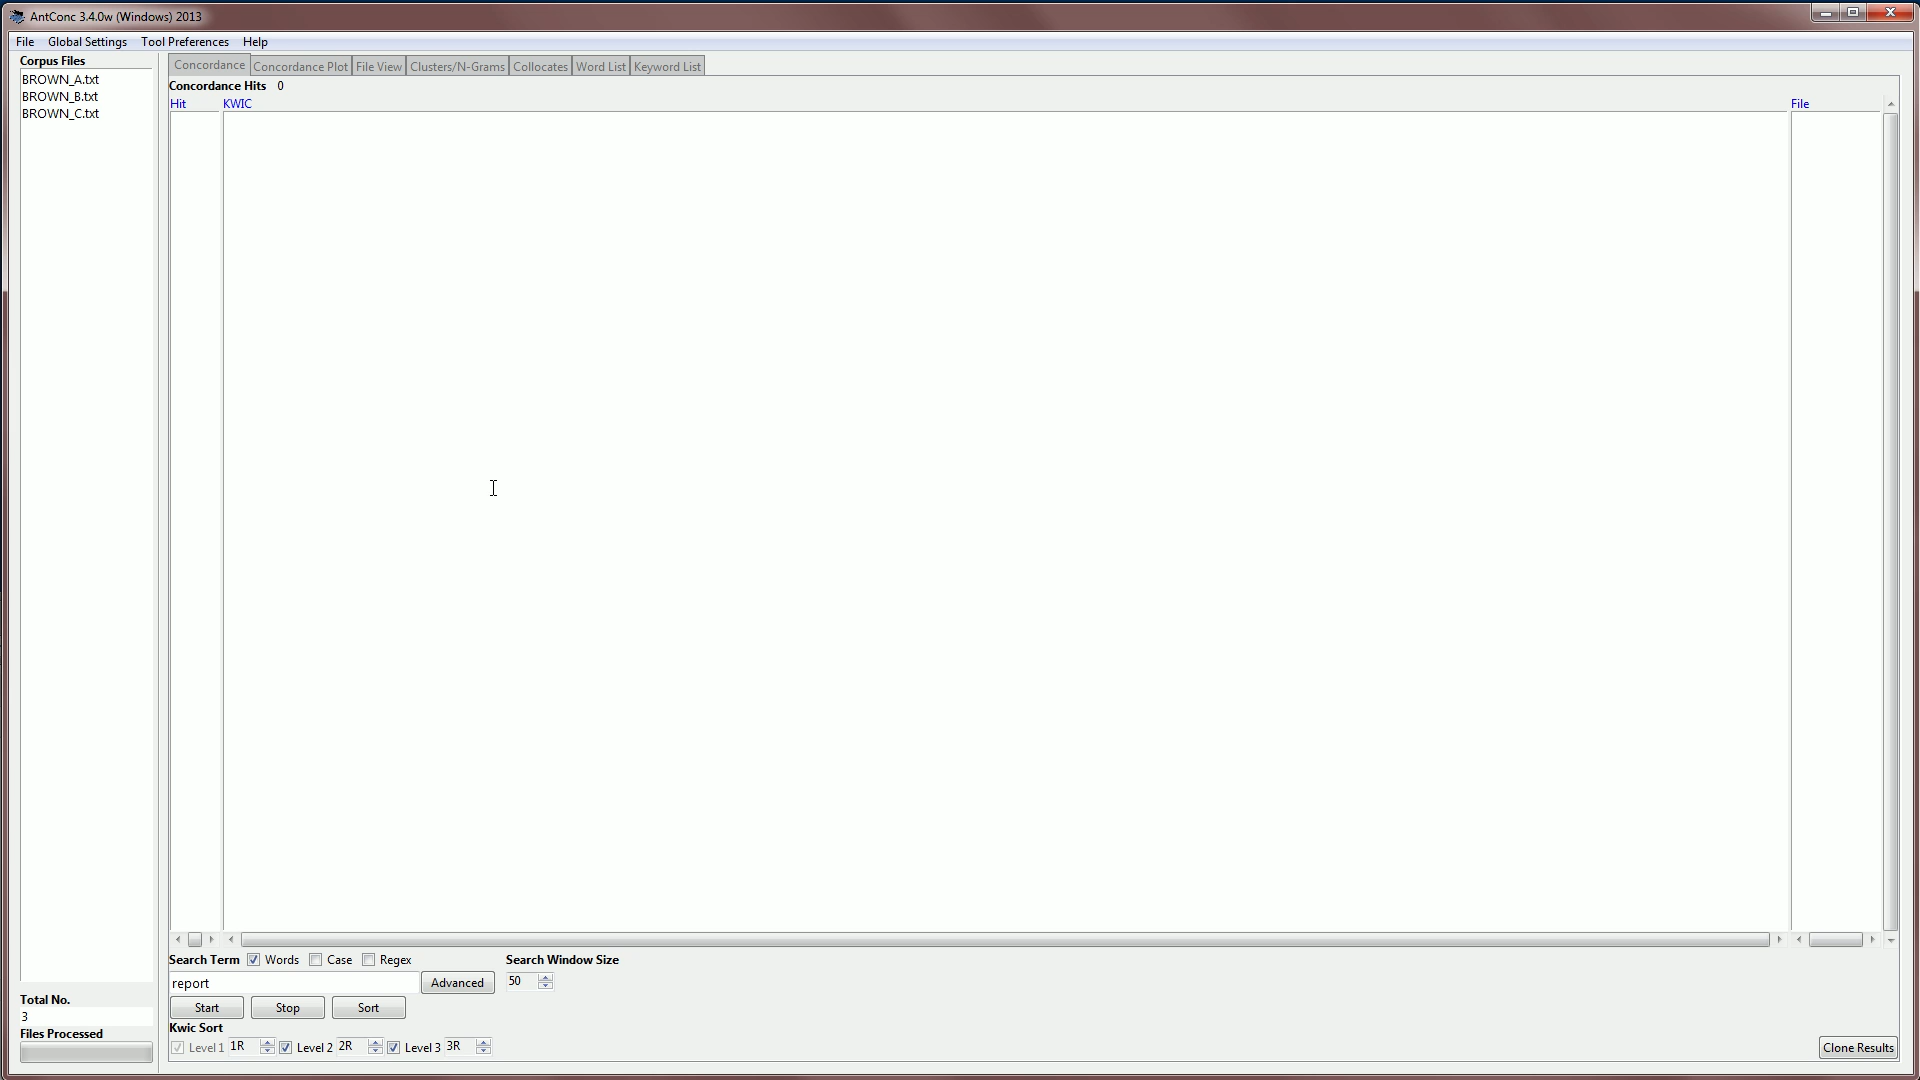 AntConc 3.4.0w (Windows) 2013
File Global Settings Tool Preferences Help
Corpus Files
BROWN_A.txt
BROWN_B.txt
BROWN_C.txt
Total No.
3
Files Processed
Concordance Concordance Plot File View Clusters/N-Grams Collocates Word List Keyword List
Concordance Hits 0
Hit KWIC File
Search Term Words Case Regex Search Window Size
report Advanced 50
Start Stop Sort
Kwic Sort
Level 1 1R Level 2 2R Level 3 3R Clone Results